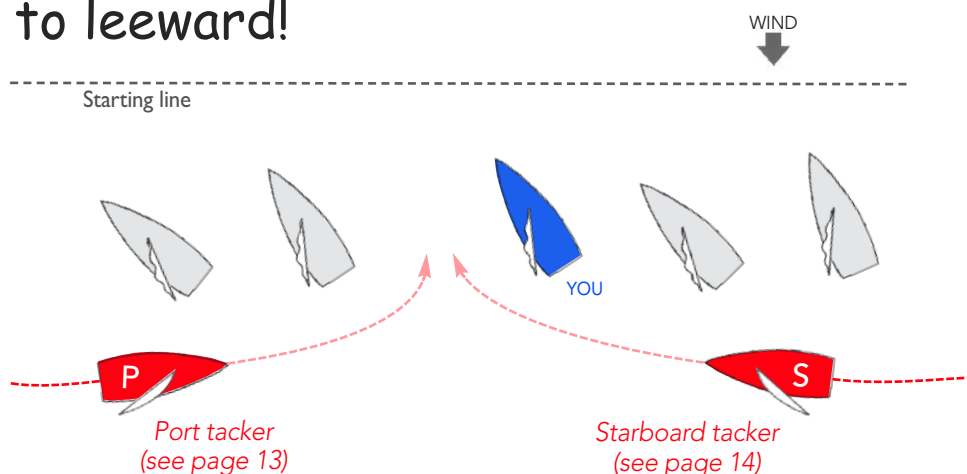 to leeward!
WIND
Starting line
YOU
P
S
Port tacker
(see page 13)
Starboard tacker
(see page 14)